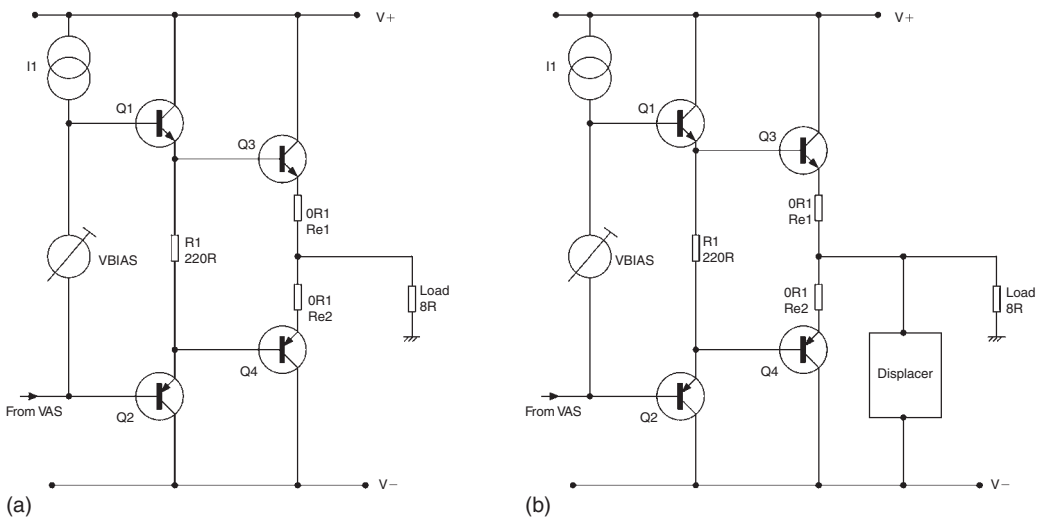 V+
I1
Q1
Q3
0R1
Re1
R1
220R
VBIAS
Load
8R
0R1
Re2
Q4
From VAS
Q2
V−
(a)
V+
I1
Q1
Q3
0R1
Re1
R1
220R
VBIAS
Load
8R
0R1
Re2
Q4
Displacer
From VAS
Q2
V−
(b)